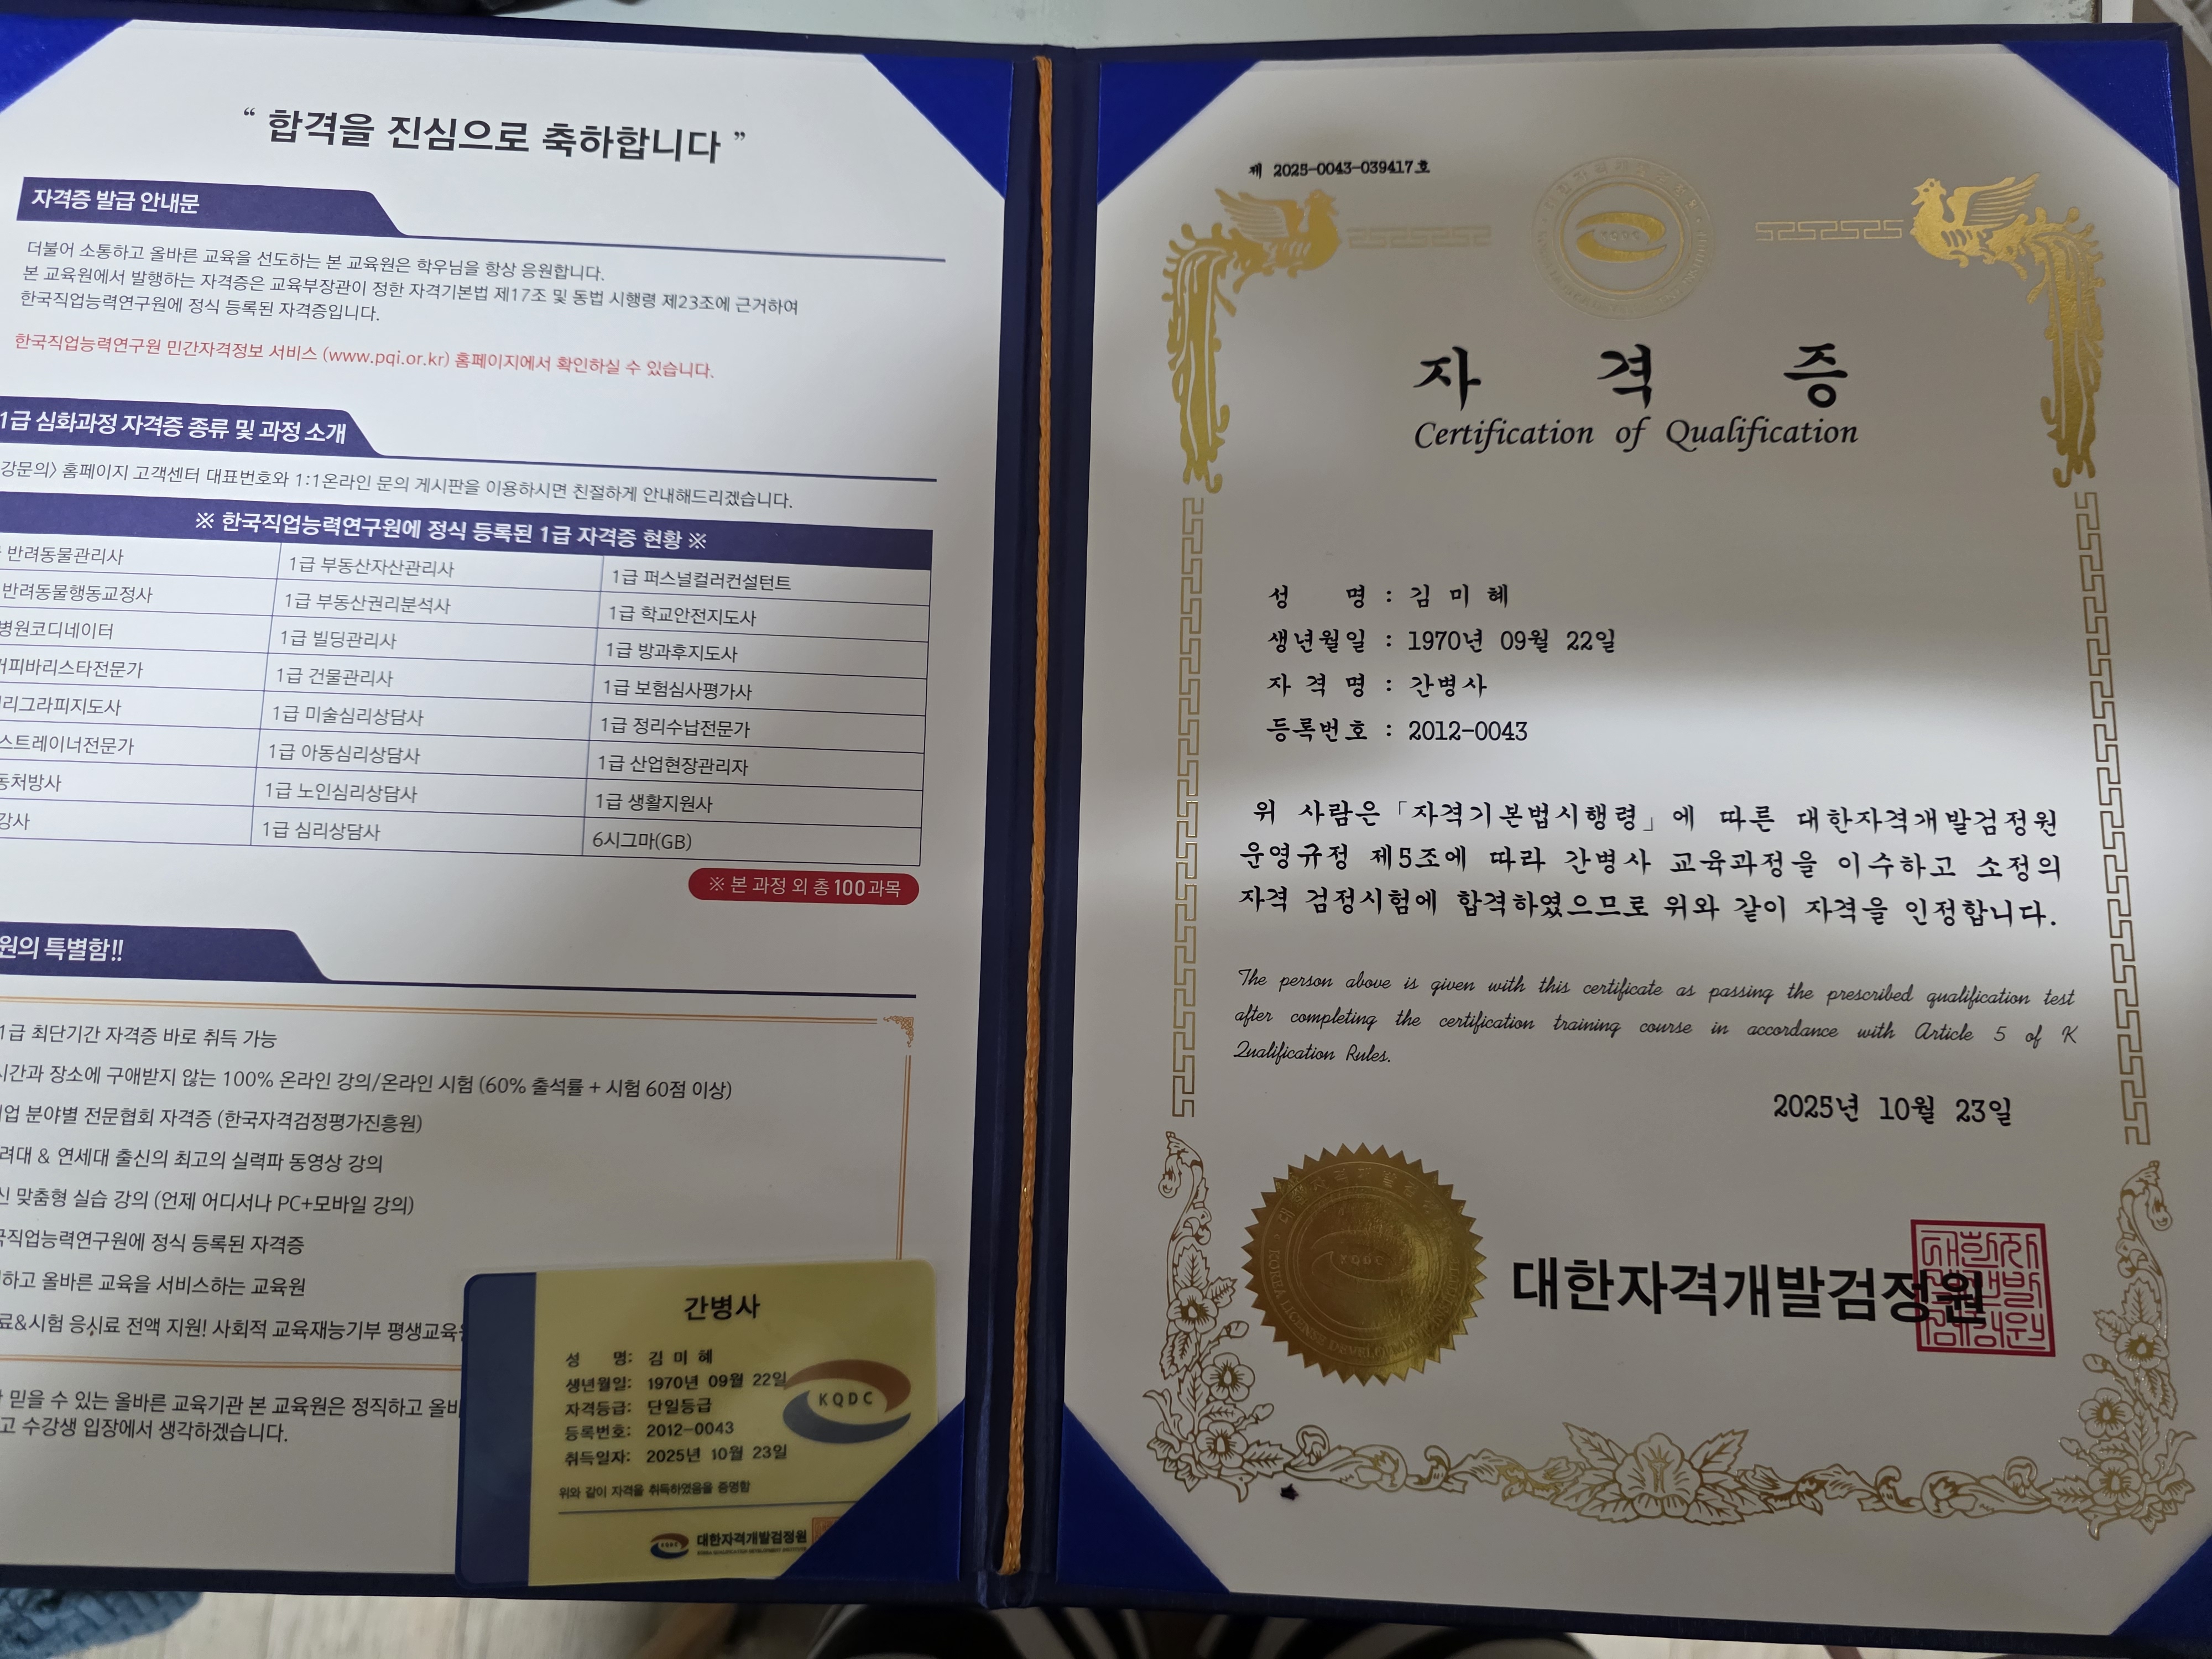 “ 합격을 진심으로 축하합니다 ”
자격증 발급 안내문
더불어 소통하고 올바른 교육을 선도하는 본 교육원은 학우님을 항상 응원합니다.
본 교육원에서 발행하는 자격증은 교육부장관이 정한 자격기본법 제17조 및 동법 시행령 제23조에 근거하여
한국직업능력연구원에 정식 등록된 자격증입니다.
한국직업능력연구원 민간자격정보 서비스 (www.pqi.or.kr) 홈페이지에서 확인하실 수 있습니다.
1급 심화과정 자격증 종류 및 과정 소개
강문의〉 홈페이지 고객센터 대표번호와 1:1온라인 문의 게시판을 이용하시면 친절하게 안내해드리겠습니다.
※ 한국직업능력연구원에 정식 등록된 1급 자격증 현황 ※
반려동물관리사 1급 부동산자산관리사 1급 퍼스널컬러컨설턴트
반려동물행동교정사 1급 부동산권리분석사 1급 학교안전지도사
병원코디네이터 1급 빌딩관리사 1급 방과후지도사
커피바리스타전문가 1급 건물관리사 1급 보험심사평가사
리그라피지도사 1급 미술심리상담사 1급 정리수납전문가
스트레이너전문가 1급 아동심리상담사 1급 산업현장관리자
동처방사 1급 노인심리상담사 1급 생활지원사
강사 1급 심리상담사 6시그마(GB)
※ 본 과정 외 총 100과목
원의 특별함!!
1급 최단기간 자격증 바로 취득 가능
시간과 장소에 구애받지 않는 100% 온라인 강의/온라인 시험 (60% 출석률 + 시험 60점 이상)
업 분야별 전문협회 자격증 (한국자격검정평가진흥원)
려대 & 연세대 출신의 최고의 실력파 동영상 강의
신 맞춤형 실습 강의 (언제 어디서나 PC+모바일 강의)
국직업능력연구원에 정식 등록된 자격증
하고 올바른 교육을 서비스하는 교육원
료&시험 응시료 전액 지원! 사회적 교육재능기부 평생교육원
믿을 수 있는 올바른 교육기관 본 교육원은 정직하고 올바
고 수강생 입장에서 생각하겠습니다.
간병사
성 명: 김 미 혜
생년월일: 1970년 09월 22일
자격등급: 단일등급
등록번호: 2012-0043
취득일자: 2025년 10월 23일
KQDC
위와 같이 자격을 취득하였음을 증명함
대한자격개발검정원
제 2025-0043-039417호
KQDC
자 격 증
Certification of Qualification
성 명 : 김 미 혜
생년월일 : 1970년 09월 22일
자 격 명 : 간병사
등록번호 : 2012-0043
위 사람은「자격기본법시행령」에 따른 대한자격개발검정원
운영규정 제5조에 따라 간병사 교육과정을 이수하고 소정의
자격 검정시험에 합격하였으므로 위와 같이 자격을 인정합니다.
The person above is given with this certificate as passing the prescribed qualification test
after completing the certification training course in accordance with Article 5 of K
Qualification Rules.
2025년 10월 23일
KQDC
대한자격개발검정원